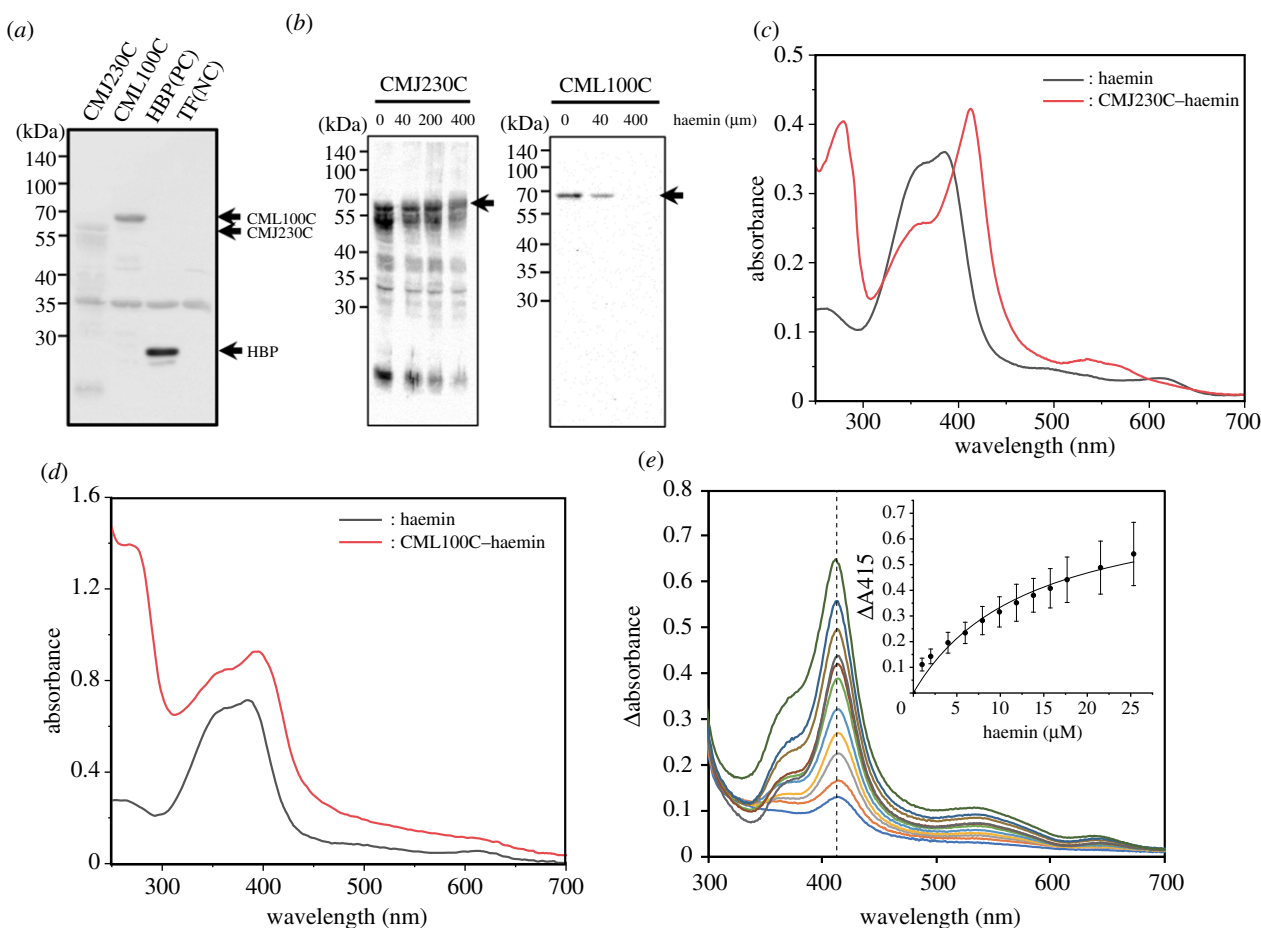 (a)
CMJ230C
CML100C
HBP(PC)
TF(NC)
(kDa)
140
100
70
55
40
35
30
CML100C
CMJ230C
HBP
(b)
CMJ230C
CML100C
(kDa)
0 40 200 400
(kDa)
0 40 400
haemin (µm)
140
100
70
55
40
35
30
140
100
70
55
40
35
30
(c)
0.5
0.4
0.3
0.2
0.1
0
absorbance
: haemin
: CMJ230C–haemin
300 400 500 600 700
wavelength (nm)
(d)
1.6
1.2
0.8
0.4
0
absorbance
: haemin
: CML100C–haemin
300 400 500 600 700
wavelength (nm)
(e)
0.8
0.7
0.6
0.5
0.4
0.3
0.2
0.1
0
Δabsorbance
300 400 500 600 700
wavelength (nm)
0.7
0.6
0.5
0.4
0.3
0.2
0.1
ΔA415
0 5 10 15 20 25
haemin (µM)